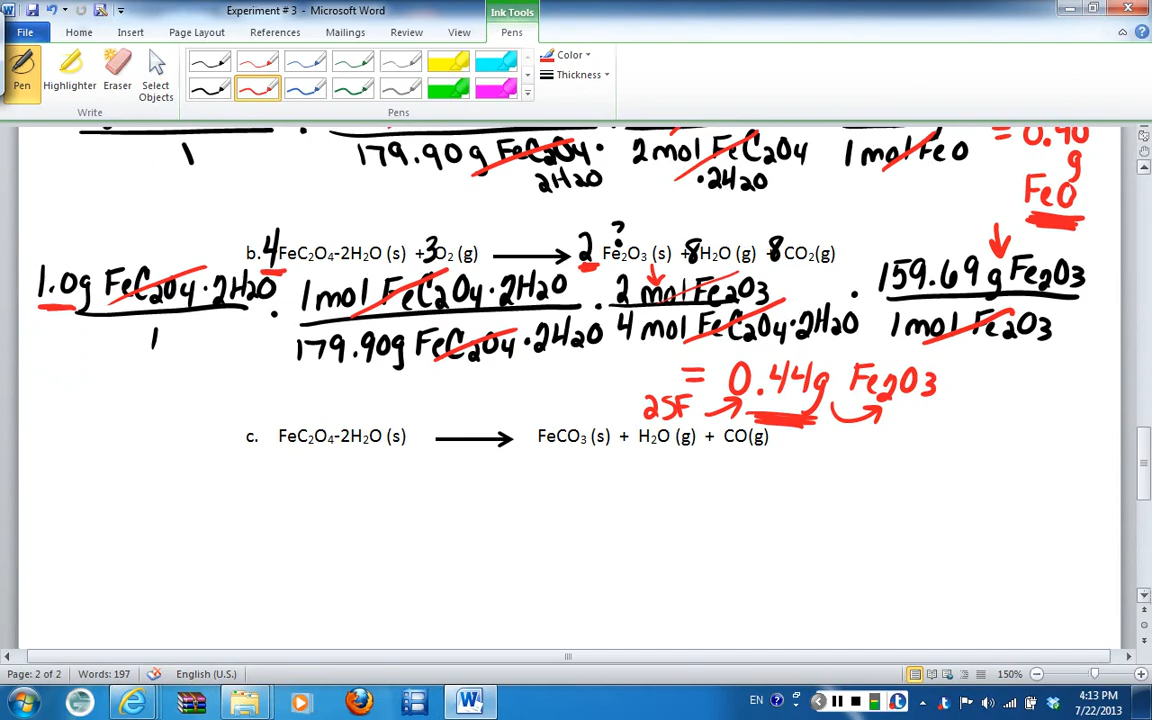 Experiment # 3 - Microsoft Word
Ink Tools
File Home Insert Page Layout References Mailings Review View Pens
Pen Highlighter Eraser Select Objects
Color
Thickness
Write Pens
1 179.90g FeC2O4· 2H2O 2 mol FeC2O4 ·2H2O 1 mol FeO
= 0.40 g FeO
b. 4 FeC2O4-2H2O (s) + 3 O2 (g) 2 Fe2O3 (s) + 8 H2O (g) + 8 CO2(g)
?
1.0g FeC2O4·2H2O · 1 mol FeC2O4·2H2O · 2 mol Fe2O3 · 159.69 g Fe2O3
1 179.90g FeC2O4·2H2O 4 mol FeC2O4·2H2O 1 mol Fe2O3
= 0.44g Fe2O3
2SF
c. FeC2O4-2H2O (s) FeCO3 (s) + H2O (g) + CO(g)
Page: 2 of 2 Words: 197 English (U.S.) 150%
EN 4:13 PM
7/22/2013